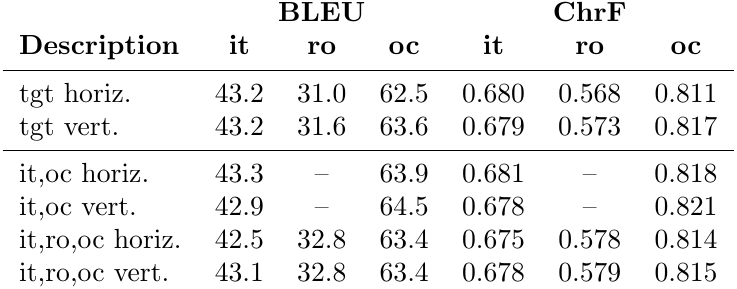 BLEU ChrF
Description it ro oc it ro oc
tgt horiz. 43.2 31.0 62.5 0.680 0.568 0.811
tgt vert. 43.2 31.6 63.6 0.679 0.573 0.817
it,oc horiz. 43.3 – 63.9 0.681 – 0.818
it,oc vert. 42.9 – 64.5 0.678 – 0.821
it,ro,oc horiz. 42.5 32.8 63.4 0.675 0.578 0.814
it,ro,oc vert. 43.1 32.8 63.4 0.678 0.579 0.815